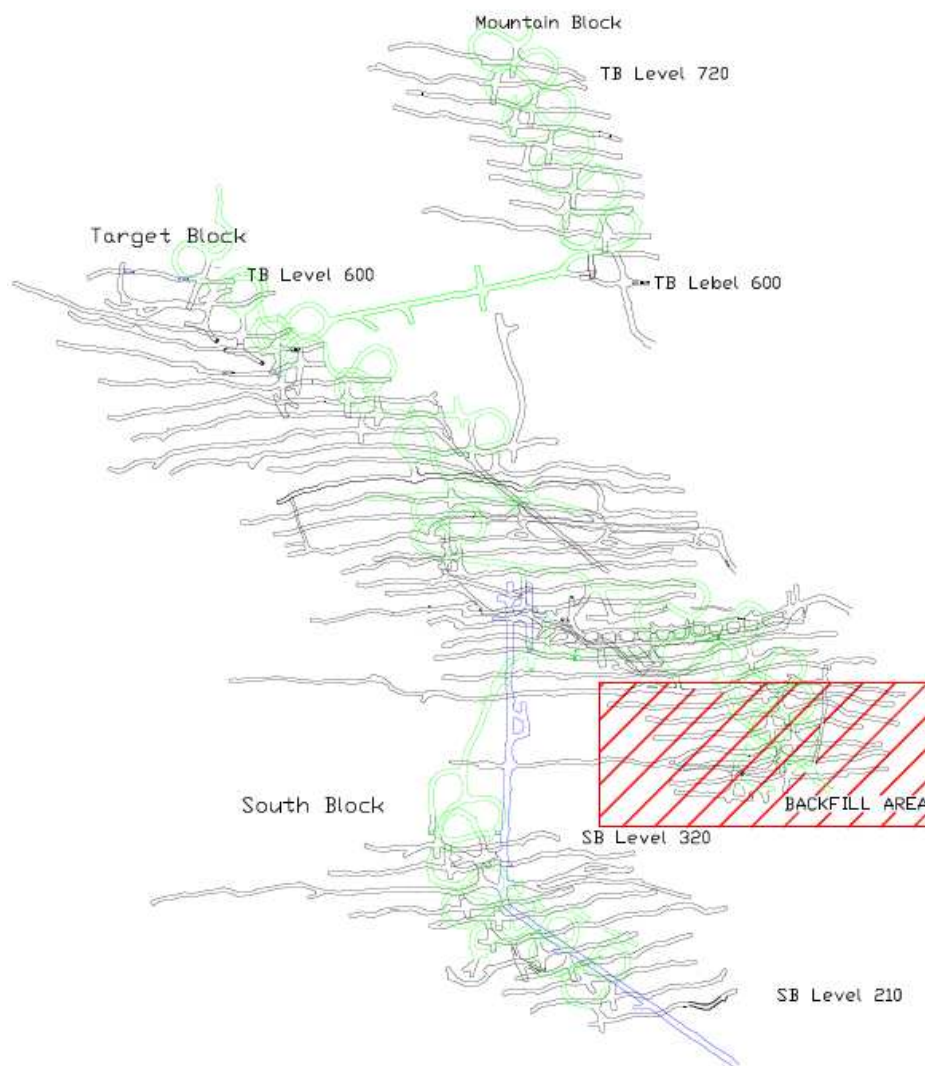 Mountain Block
TB Level 720
Target Block
TB Level 600
TB Lebel 600
South Block
BACKFILL AREA
SB Level 320
SB Level 210